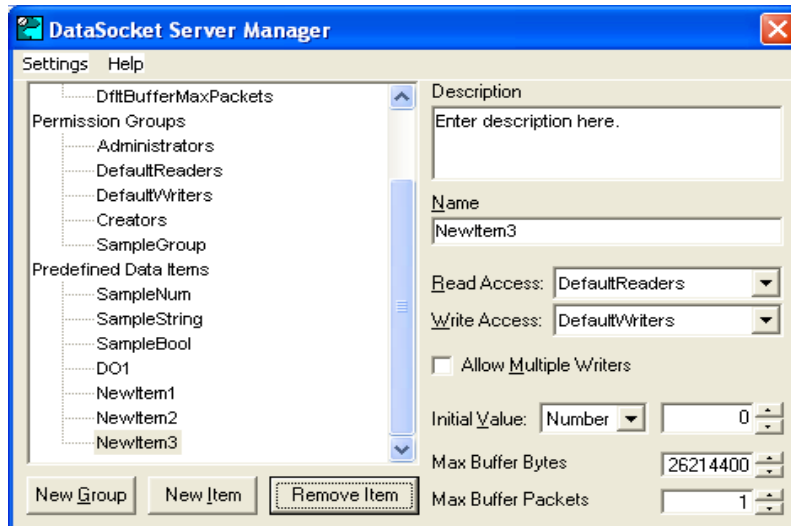 DataSocket Server Manager
Settings Help
DfltBufferMaxPackets
Permission Groups
Administrators
DefaultReaders
DefaultWriters
Creators
SampleGroup
Predefined Data Items
SampleNum
SampleString
SampleBool
DO1
NewItem1
NewItem2
NewItem3
New Group New Item Remove Item
Description
Enter description here.
Name
NewItem3
Read Access: DefaultReaders
Write Access: DefaultWriters
Allow Multiple Writers
Initial Value: Number 0
Max Buffer Bytes 26214400
Max Buffer Packets 1